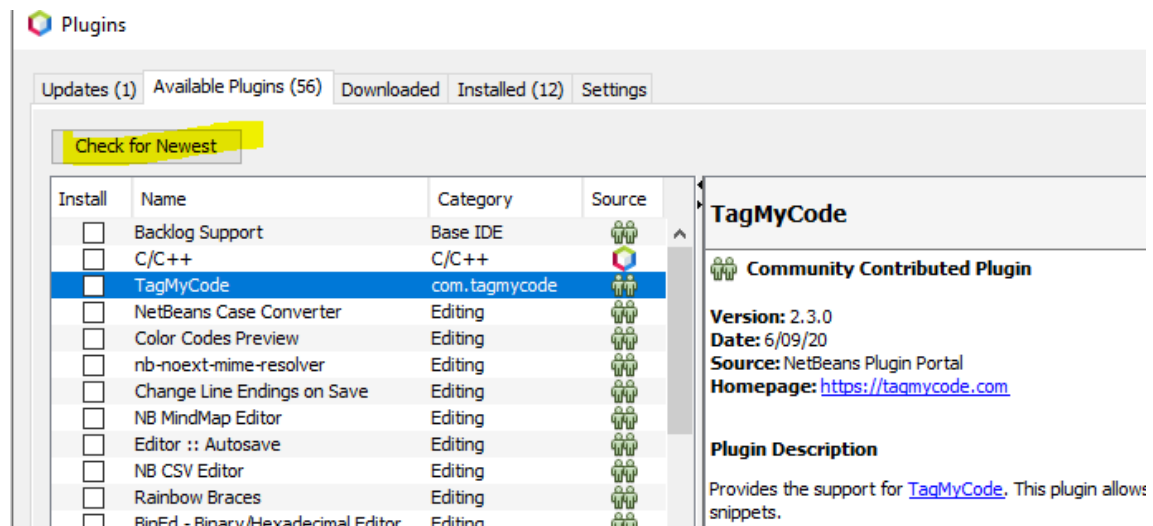 Plugins
Updates (1) Available Plugins (56) Downloaded Installed (12) Settings
Check for Newest
Install Name Category Source
Backlog Support Base IDE
C/C++ C/C++
TagMyCode com.tagmycode
NetBeans Case Converter Editing
Color Codes Preview Editing
nb-noext-mime-resolver Editing
Change Line Endings on Save Editing
NB MindMap Editor Editing
Editor :: Autosave Editing
NB CSV Editor Editing
Rainbow Braces Editing
BinEd - Binary/Hexadecimal Editor Editing
TagMyCode
Community Contributed Plugin
Version: 2.3.0
Date: 6/09/20
Source: NetBeans Plugin Portal
Homepage: https://tagmycode.com
Plugin Description
Provides the support for TagMyCode. This plugin allows
snippets.